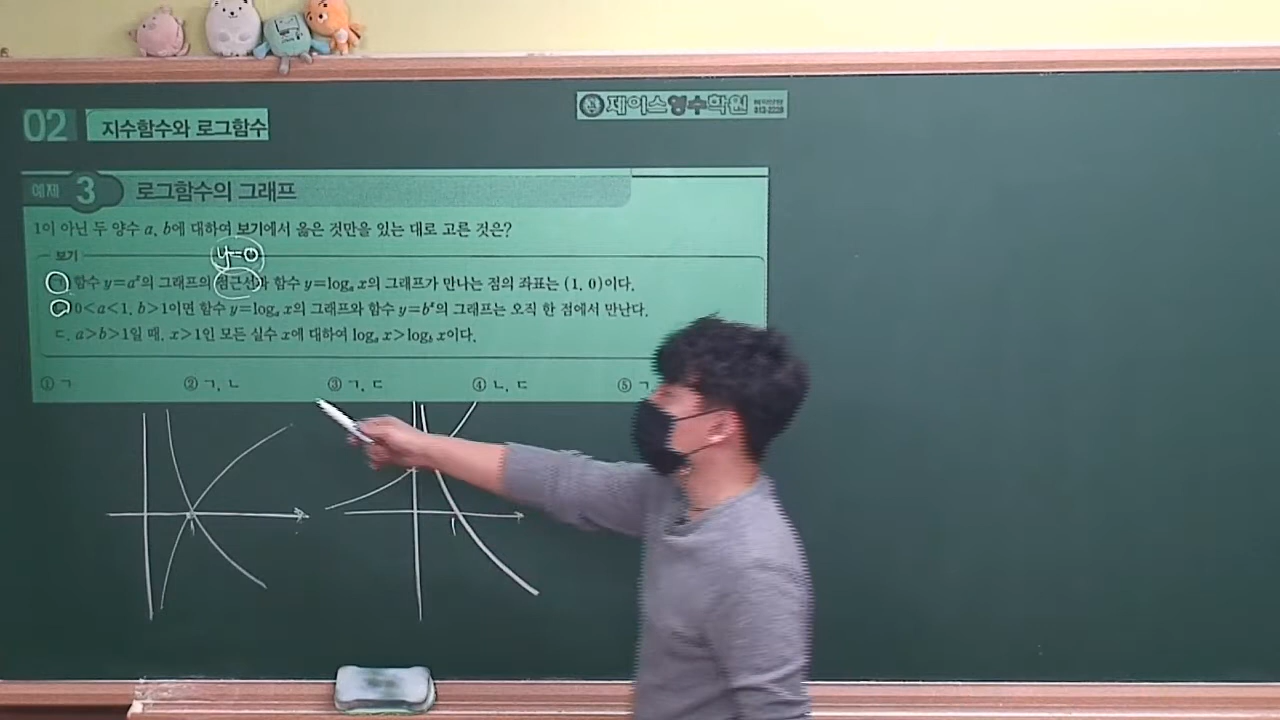 제이스영수학원
02 지수함수와 로그함수
예제 3 로그함수의 그래프
1이 아닌 두 양수 a, b에 대하여 보기에서 옳은 것만을 있는 대로 고른 것은?
y=0
보기
ㄱ. 함수 y=aˣ의 그래프의 점근선과 함수 y=logₐ x의 그래프가 만나는 점의 좌표는 (1, 0)이다.
0<a<1, b>1이면 함수 y=logₐ x의 그래프와 함수 y=bˣ의 그래프는 오직 한 점에서 만난다.
ㄷ. a>b>1일 때, x>1인 모든 실수 x에 대하여 logₐ x>log_b x이다.
① ㄱ ② ㄱ, ㄴ ③ ㄱ, ㄷ ④ ㄴ, ㄷ ⑤ ㄱ,